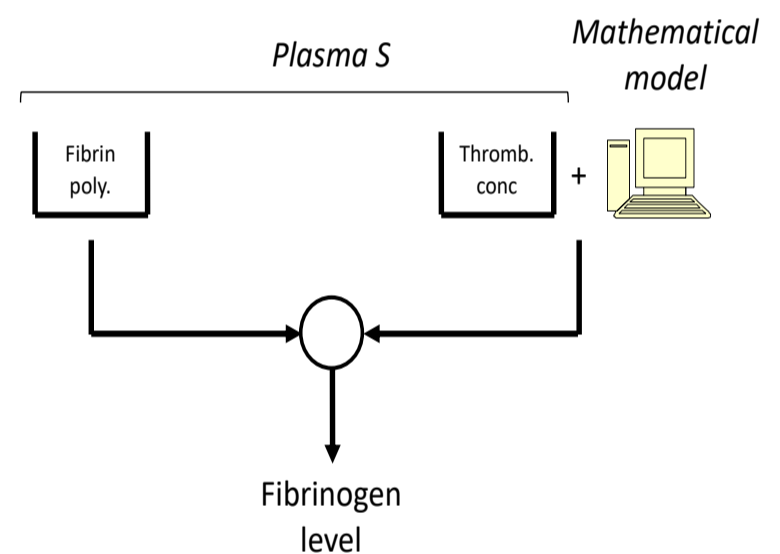 Plasma S
Mathematical
model
Fibrin
poly.
Thromb.
conc
+
Fibrinogen
level